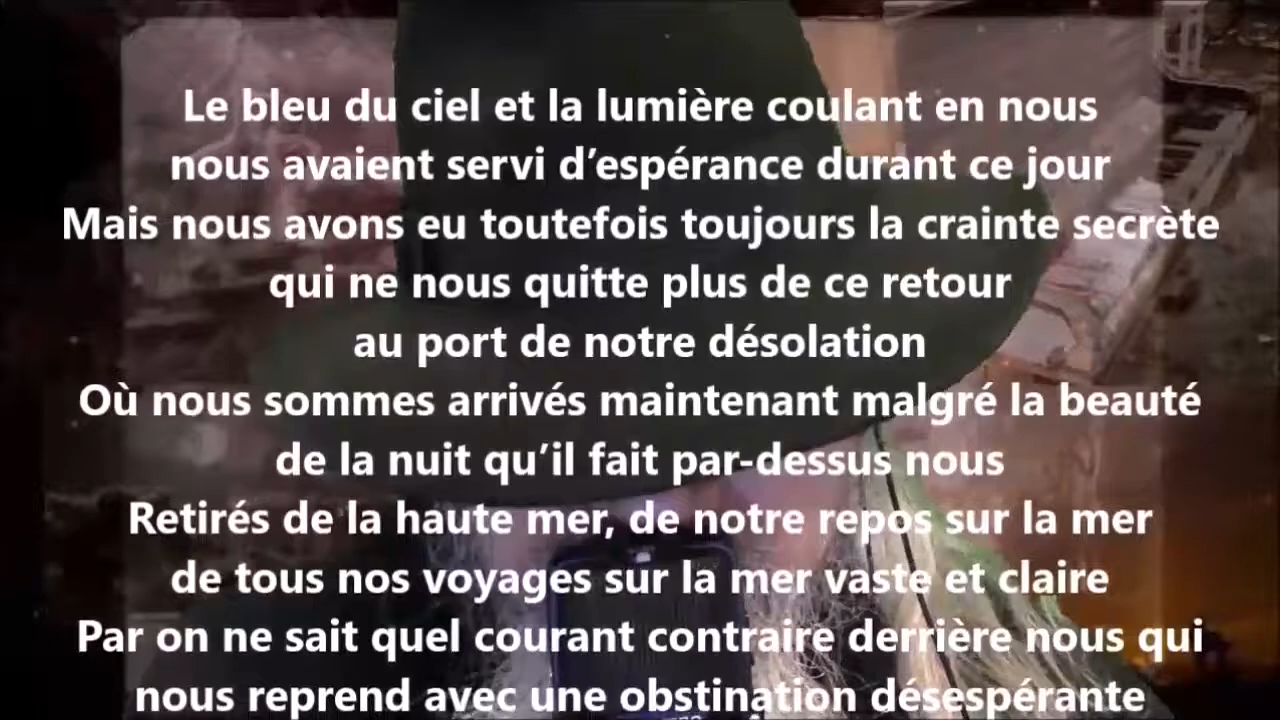 Le bleu du ciel et la lumière coulant en nous
nous avaient servi d’espérance durant ce jour
Mais nous avons eu toutefois toujours la crainte secrète
qui ne nous quitte plus de ce retour
au port de notre désolation
Où nous sommes arrivés maintenant malgré la beauté
de la nuit qu’il fait par-dessus nous
Retirés de la haute mer, de notre repos sur la mer
de tous nos voyages sur la mer vaste et claire
Par on ne sait quel courant contraire derrière nous qui
nous reprend avec une obstination désespérante